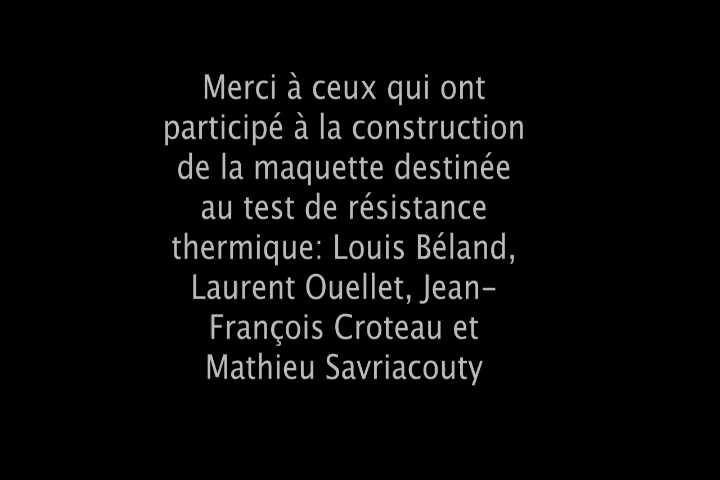 Merci à ceux qui ont
participé à la construction
de la maquette destinée
au test de résistance
thermique: Louis Béland,
Laurent Ouellet, Jean-
François Croteau et
Mathieu Savriacouty